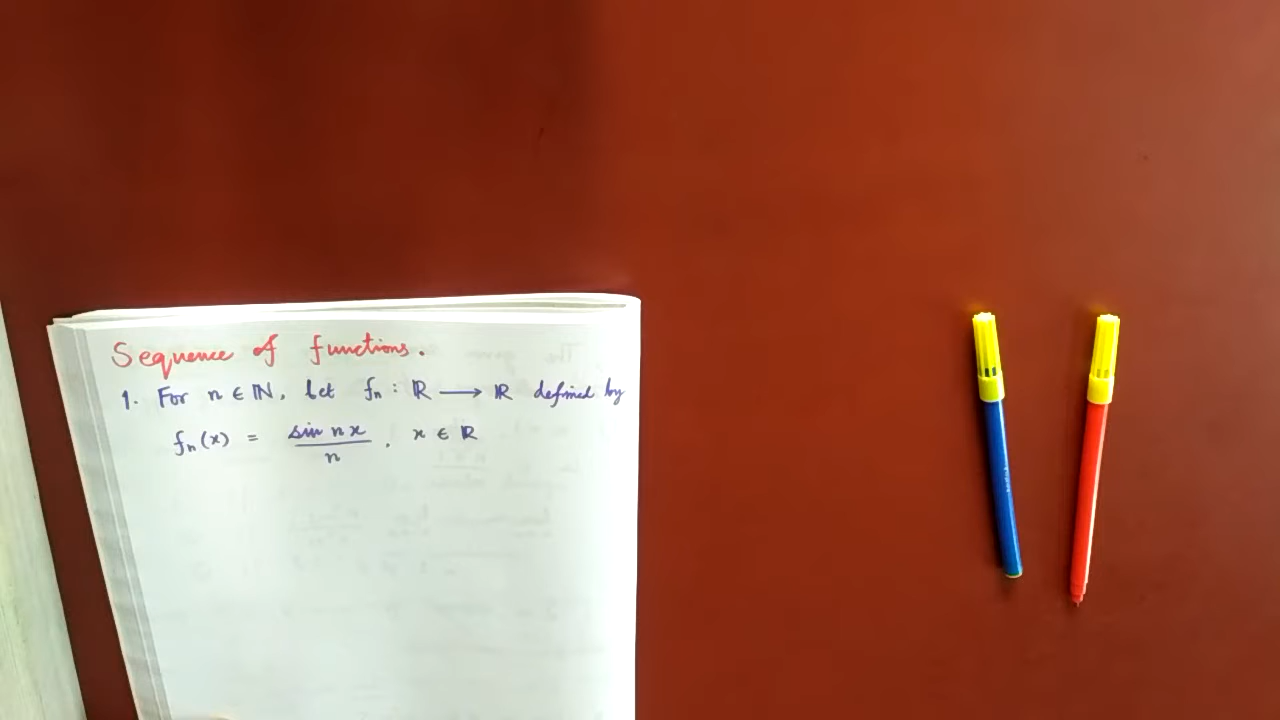 Sequence of functions.
1. For n ∈ ℕ, let fₙ : ℝ ⟶ ℝ defined by
fₙ(x) = sin nx / n , x ∈ ℝ